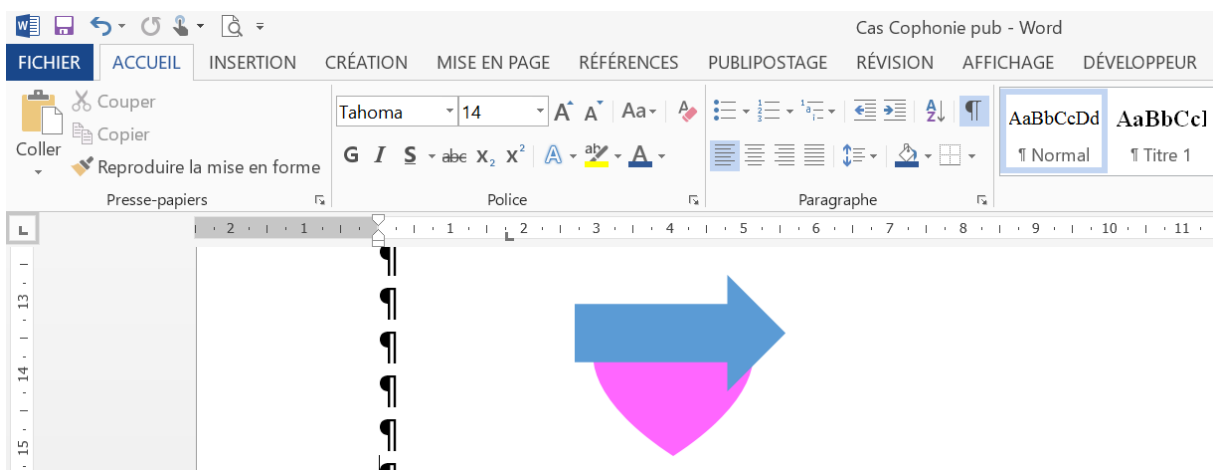 Cas Cophonie pub - Word
FICHIER ACCUEIL INSERTION CRÉATION MISE EN PAGE RÉFÉRENCES PUBLIPOSTAGE RÉVISION AFFICHAGE DÉVELOPPEUR
Coller
Couper
Copier
Reproduire la mise en forme
Presse-papiers
Tahoma 14 A A Aa
G I S abc X2 X2 A ab A
Police
Paragraphe
AaBbCcDd AaBbCcl
¶ Normal ¶ Titre 1
2 1 1 2 3 4 5 6 7 8 9 10 11
13
14
15
¶
¶
¶
¶
¶